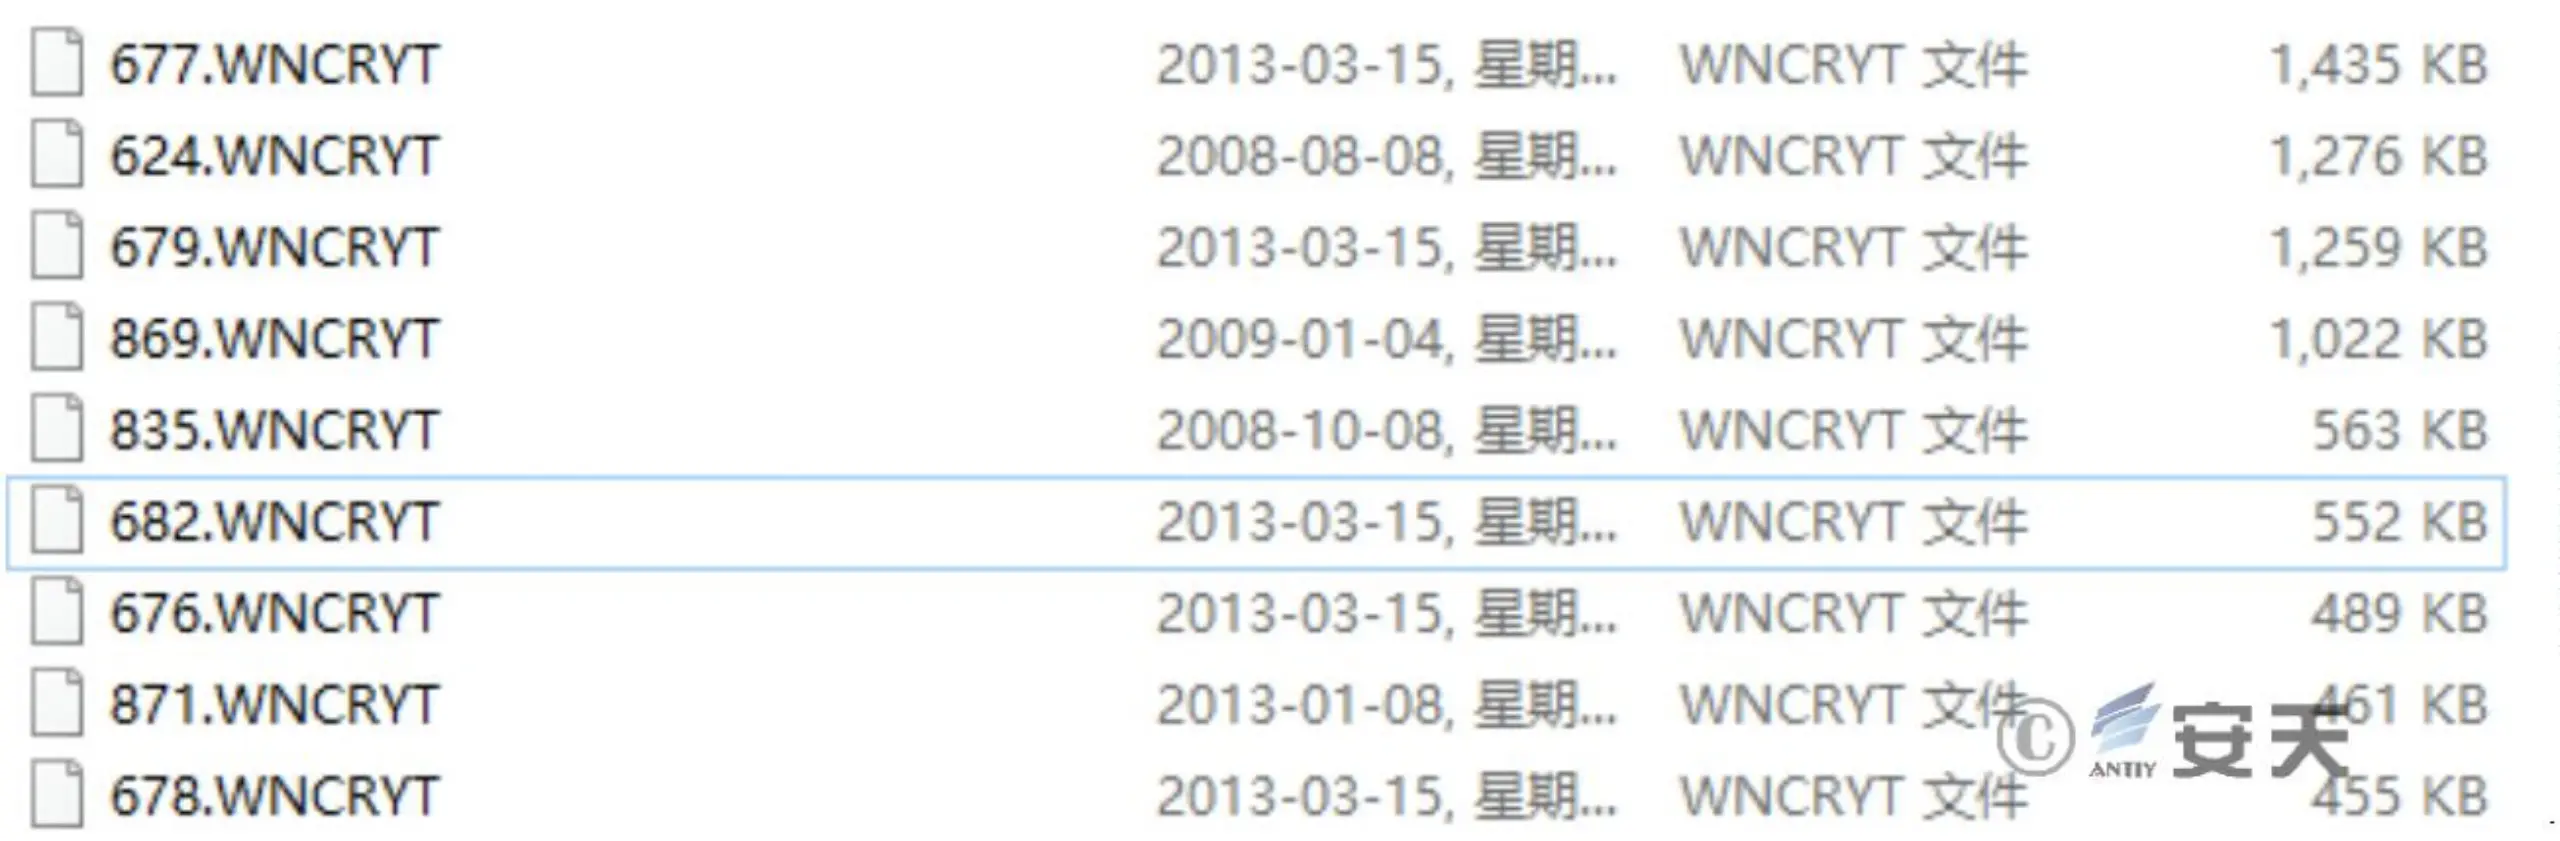 677.WNCRYT 2013-03-15, 星期... WNCRYT 文件 1,435 KB
624.WNCRYT 2008-08-08, 星期... WNCRYT 文件 1,276 KB
679.WNCRYT 2013-03-15, 星期... WNCRYT 文件 1,259 KB
869.WNCRYT 2009-01-04, 星期... WNCRYT 文件 1,022 KB
835.WNCRYT 2008-10-08, 星期... WNCRYT 文件 563 KB
682.WNCRYT 2013-03-15, 星期... WNCRYT 文件 552 KB
676.WNCRYT 2013-03-15, 星期... WNCRYT 文件 489 KB
871.WNCRYT 2013-01-08, 星期... WNCRYT 文件 461 KB
© ANTIY 安天
678.WNCRYT 2013-03-15, 星期... WNCRYT 文件 455 KB